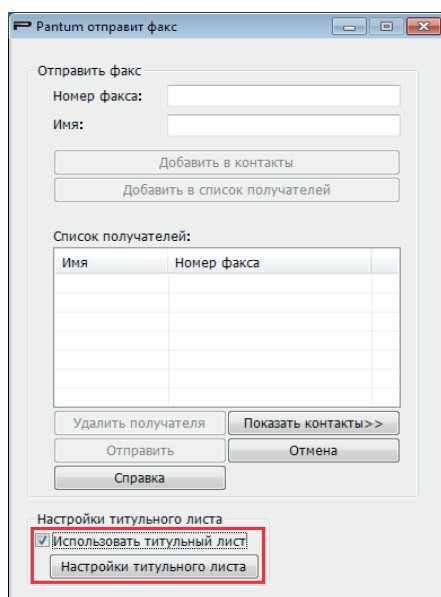 Pantum отправит факс
Отправить факс
Номер факса:
Имя:
Добавить в контакты
Добавить в список получателей
Список получателей:
Имя Номер факса
Удалить получателя Показать контакты>>
Отправить Отмена
Справка
Настройки титульного листа
Использовать титульный лист
Настройки титульного листа